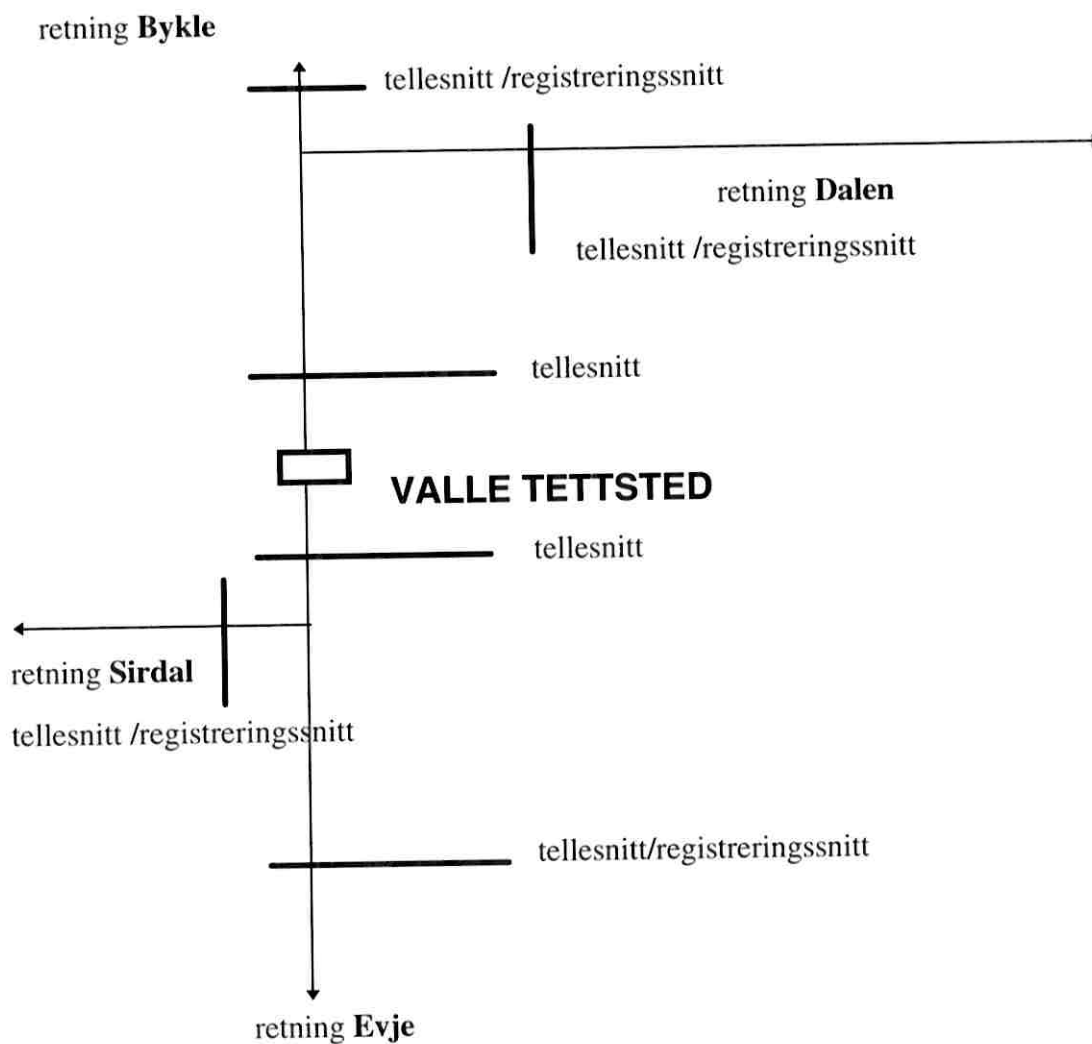 retning Bykle
tellesnitt /registreringssnitt
retning Dalen
tellesnitt /registreringssnitt
tellesnitt
VALLE TETTSTED
tellesnitt
retning Sirdal
tellesnitt /registreringssnitt
tellesnitt/registreringssnitt
retning Evje